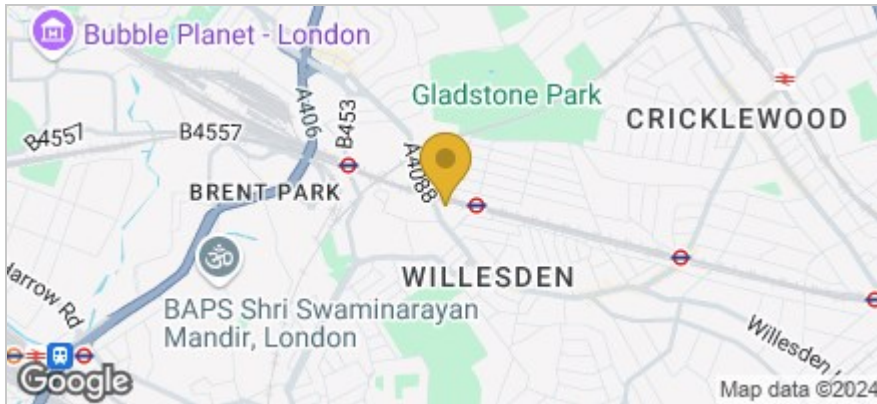 Bubble Planet - London
A406
B453
Gladstone Park
B4557
B4557
CRICKLEWOOD
A4088
BRENT PARK
WILLESDEN
BAPS Shri Swaminarayan
Mandir, London
Harrow Rd
Willesden
Google
Map data ©2024